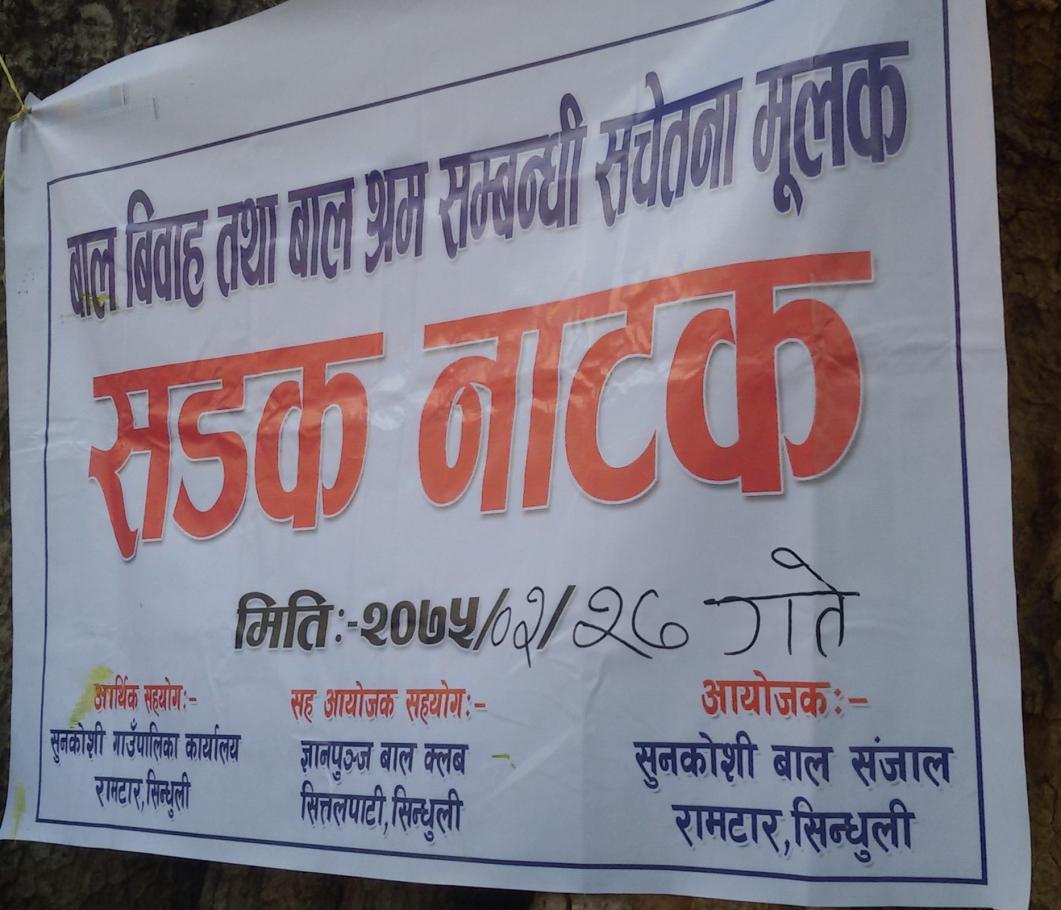 बाल बिवाह तथा बाल श्रम सम्बन्धी सचेतना मूलक
सडक नाटक
मिति:-२०७५/०२/२७ गते
आर्थिक सहयोग:-
सुनकोशी गाउँपालिका कार्यालय
रामटार,सिन्धुली
सह आयोजक सहयोग:-
ज्ञानपुञ्ज बाल क्लब
सित्तलपाटी,सिन्धुली
आयोजक:-
सुनकोशी बाल संजाल
रामटार,सिन्धुली